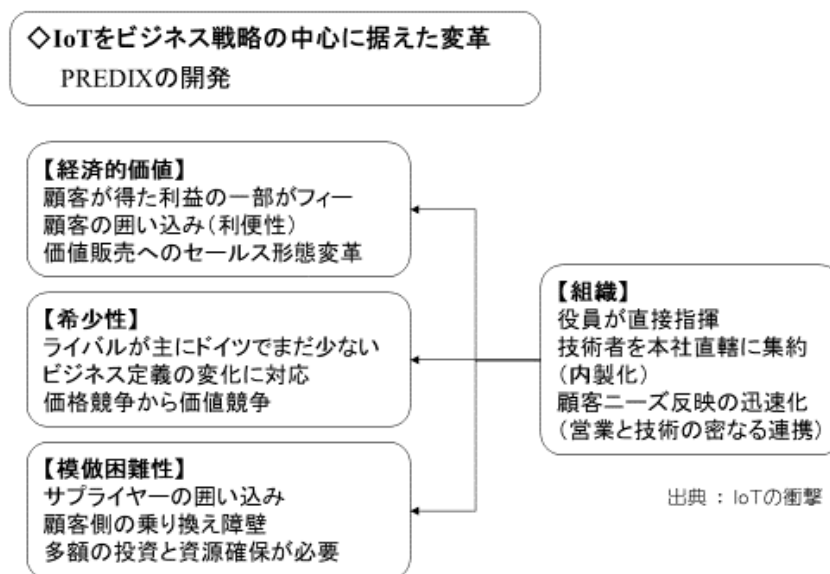 ◇IoTをビジネス戦略の中心に据えた変革
PREDIXの開発
【経済的価値】
顧客が得た利益の一部がフィー
顧客の囲い込み(利便性)
価値販売へのセールス形態変革
【希少性】
ライバルが主にドイツでまだ少ない
ビジネス定義の変化に対応
価格競争から価値競争
【模倣困難性】
サプライヤーの囲い込み
顧客側の乗り換え障壁
多額の投資と資源確保が必要
【組織】
役員が直接指揮
技術者を本社直轄に集約
(内製化)
顧客ニーズ反映の迅速化
(営業と技術の密なる連携)
出典 : IoTの衝撃